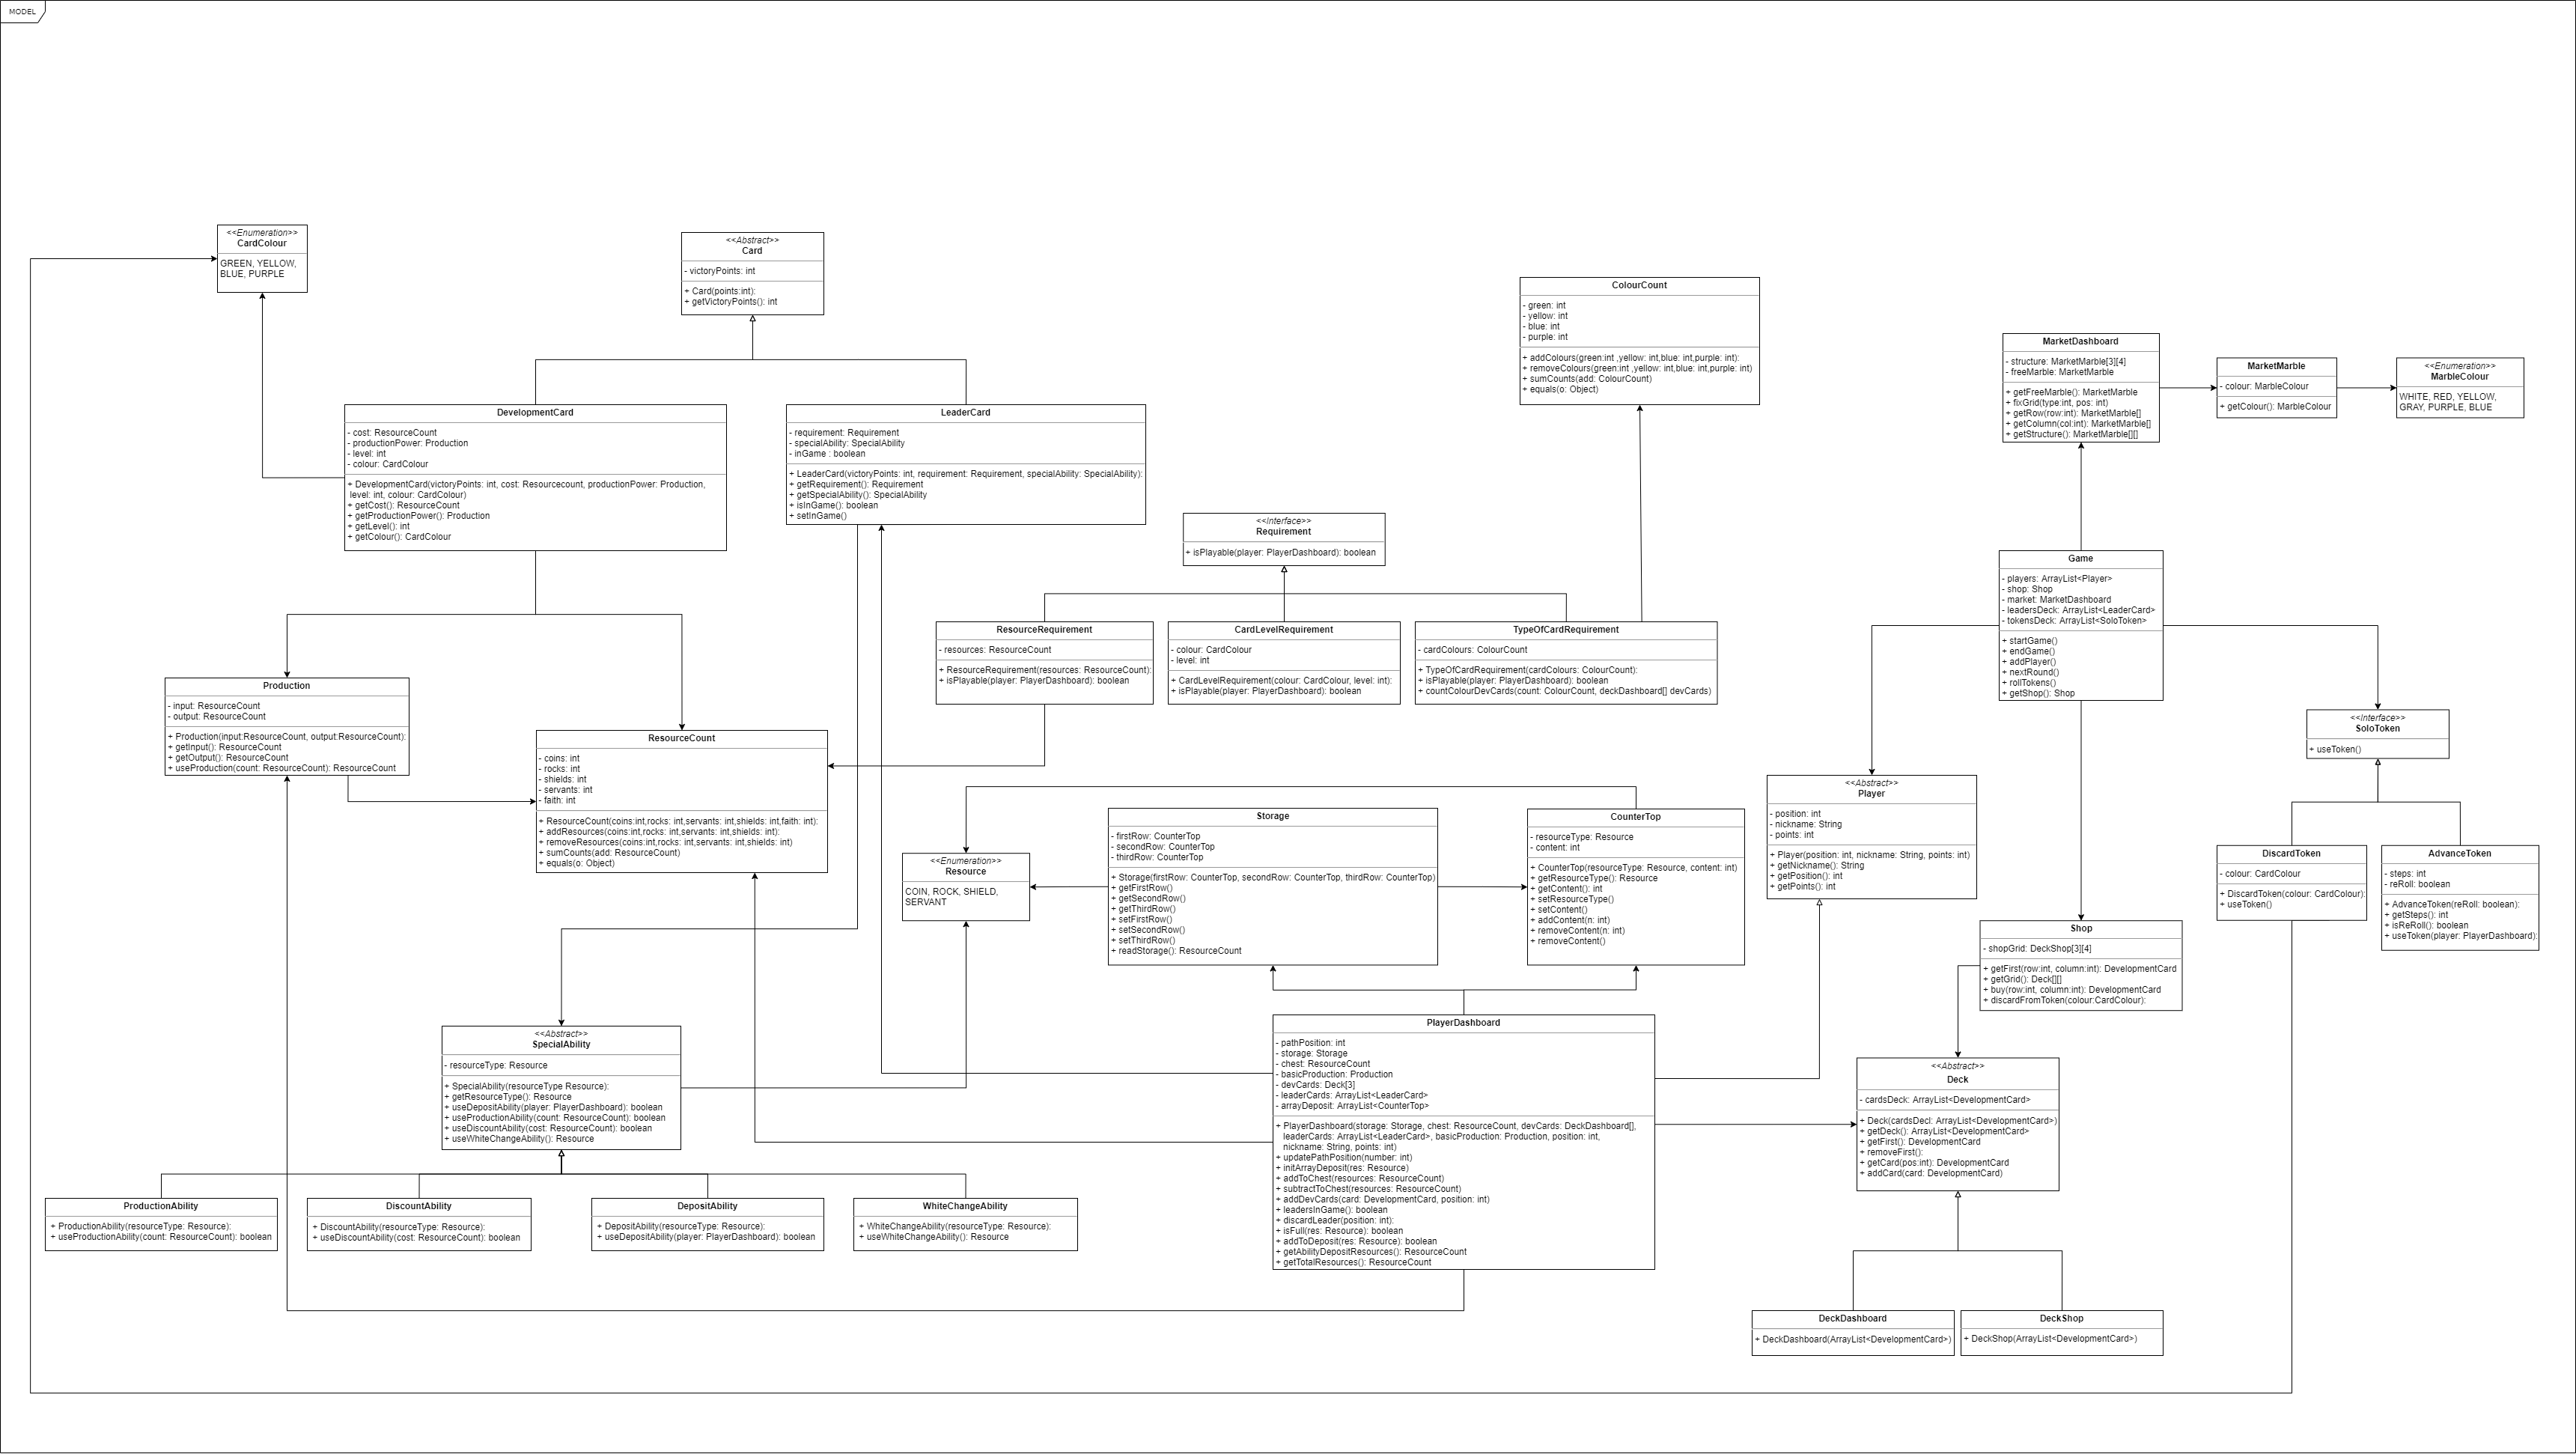 MODEL
<<Enumeration>>
CardColour
GREEN, YELLOW,
BLUE, PURPLE
<<Abstract>>
Card
- victoryPoints: int
+ Card(points:int):
+ getVictoryPoints(): int
ColourCount
- green: int
- yellow: int
- blue: int
- purple: int
+ addColours(green:int ,yellow: int,blue: int,purple: int):
+ removeColours(green:int ,yellow: int,blue: int,purple: int)
+ sumCounts(add: ColourCount)
+ equals(o: Object)
MarketDashboard
- structure: MarketMarble[3][4]
- freeMarble: MarketMarble
+ getFreeMarble(): MarketMarble
+ fixGrid(type:int, pos: int)
+ getRow(row:int): MarketMarble[]
+ getColumn(col:int): MarketMarble[]
+ getStructure(): MarketMarble[][]
MarketMarble
- colour: MarbleColour
+ getColour(): MarbleColour
<<Enumeration>>
MarbleColour
WHITE, RED, YELLOW,
GRAY, PURPLE, BLUE
DevelopmentCard
- cost: ResourceCount
- productionPower: Production
- level: int
- colour: CardColour
+ DevelopmentCard(victoryPoints: int, cost: Resourcecount, productionPower: Production,
level: int, colour: CardColour)
+ getCost(): ResourceCount
+ getProductionPower(): Production
+ getLevel(): int
+ getColour(): CardColour
LeaderCard
- requirement: Requirement
- specialAbility: SpecialAbility
- inGame : boolean
+ LeaderCard(victoryPoints: int, requirement: Requirement, specialAbility: SpecialAbility):
+ getRequirement(): Requirement
+ getSpecialAbility(): SpecialAbility
+ isInGame(): boolean
+ setInGame()
<<Interface>>
Requirement
+ isPlayable(player: PlayerDashboard): boolean
Game
- players: ArrayList<Player>
- shop: Shop
- market: MarketDashboard
- leadersDeck: ArrayList<LeaderCard>
- tokensDeck: ArrayList<SoloToken>
+ startGame()
+ endGame()
+ addPlayer()
+ nextRound()
+ rollTokens()
+ getShop(): Shop
ResourceRequirement
- resources: ResourceCount
+ ResourceRequirement(resources: ResourceCount):
+ isPlayable(player: PlayerDashboard): boolean
CardLevelRequirement
- colour: CardColour
- level: int
+ CardLevelRequirement(colour: CardColour, level: int):
+ isPlayable(player: PlayerDashboard): boolean
TypeOfCardRequirement
- cardColours: ColourCount
+ TypeOfCardRequirement(cardColours: ColourCount):
+ isPlayable(player: PlayerDashboard): boolean
+ countColourDevCards(count: ColourCount, deckDashboard[] devCards)
Production
- input: ResourceCount
- output: ResourceCount
+ Production(input:ResourceCount, output:ResourceCount):
+ getInput(): ResourceCount
+ getOutput(): ResourceCount
+ useProduction(count: ResourceCount): ResourceCount
ResourceCount
- coins: int
- rocks: int
- shields: int
- servants: int
- faith: int
+ ResourceCount(coins:int,rocks: int,servants: int,shields: int,faith: int):
+ addResources(coins:int,rocks: int,servants: int,shields: int):
+ removeResources(coins:int,rocks: int,servants: int,shields: int)
+ sumCounts(add: ResourceCount)
+ equals(o: Object)
<<Interface>>
SoloToken
+ useToken()
<<Abstract>>
Player
- position: int
- nickname: String
- points: int
+ Player(position: int, nickname: String, points: int)
+ getNickname(): String
+ getPosition(): int
+ getPoints(): int
Storage
- firstRow: CounterTop
- secondRow: CounterTop
- thirdRow: CounterTop
+ Storage(firstRow: CounterTop, secondRow: CounterTop, thirdRow: CounterTop)
+ getFirstRow()
+ getSecondRow()
+ getThirdRow()
+ setFirstRow()
+ setSecondRow()
+ setThirdRow()
+ readStorage(): ResourceCount
CounterTop
- resourceType: Resource
- content: int
+ CounterTop(resourceType: Resource, content: int)
+ getResourceType(): Resource
+ getContent(): int
+ setResourceType()
+ setContent()
+ addContent(n: int)
+ removeContent(n: int)
+ removeContent()
<<Enumeration>>
Resource
COIN, ROCK, SHIELD,
SERVANT
DiscardToken
- colour: CardColour
+ DiscardToken(colour: CardColour):
+ useToken()
AdvanceToken
- steps: int
- reRoll: boolean
+ AdvanceToken(reRoll: boolean):
+ getSteps(): int
+ isReRoll(): boolean
+ useToken(player: PlayerDashboard):
Shop
- shopGrid: DeckShop[3][4]
+ getFirst(row:int, column:int): DevelopmentCard
+ getGrid(): Deck[][]
+ buy(row:int, column:int): DevelopmentCard
+ discardFromToken(colour:CardColour):
<<Abstract>>
SpecialAbility
- resourceType: Resource
+ SpecialAbility(resourceType Resource):
+ getResourceType(): Resource
+ useDepositAbility(player: PlayerDashboard): boolean
+ useProductionAbility(count: ResourceCount): boolean
+ useDiscountAbility(cost: ResourceCount): boolean
+ useWhiteChangeAbility(): Resource
PlayerDashboard
- pathPosition: int
- storage: Storage
- chest: ResourceCount
- basicProduction: Production
- devCards: Deck[3]
- leaderCards: ArrayList<LeaderCard>
- arrayDeposit: ArrayList<CounterTop>
+ PlayerDashboard(storage: Storage, chest: ResourceCount, devCards: DeckDashboard[],
leaderCards: ArrayList<LeaderCard>, basicProduction: Production, position: int,
nickname: String, points: int)
+ updatePathPosition(number: int)
+ initArrayDeposit(res: Resource)
+ addToChest(resources: ResourceCount)
+ subtractToChest(resources: ResourceCount)
+ addDevCards(card: DevelopmentCard, position: int)
+ leadersInGame(): boolean
+ discardLeader(position: int):
+ isFull(res: Resource): boolean
+ addToDeposit(res: Resource): boolean
+ getAbilityDepositResources(): ResourceCount
+ getTotalResources(): ResourceCount
<<Abstract>>
Deck
- cardsDeck: ArrayList<DevelopmentCard>
+ Deck(cardsDecl: ArrayList<DevelopmentCard>)
+ getDeck(): ArrayList<DevelopmentCard>
+ getFirst(): DevelopmentCard
+ removeFirst():
+ getCard(pos:int): DevelopmentCard
+ addCard(card: DevelopmentCard)
ProductionAbility
+ ProductionAbility(resourceType: Resource):
+ useProductionAbility(count: ResourceCount): boolean
DiscountAbility
+ DiscountAbility(resourceType: Resource):
+ useDiscountAbility(cost: ResourceCount): boolean
DepositAbility
+ DepositAbility(resourceType: Resource):
+ useDepositAbility(player: PlayerDashboard): boolean
WhiteChangeAbility
+ WhiteChangeAbility(resourceType: Resource):
+ useWhiteChangeAbility(): Resource
DeckDashboard
+ DeckDashboard(ArrayList<DevelopmentCard>)
DeckShop
+ DeckShop(ArrayList<DevelopmentCard>)